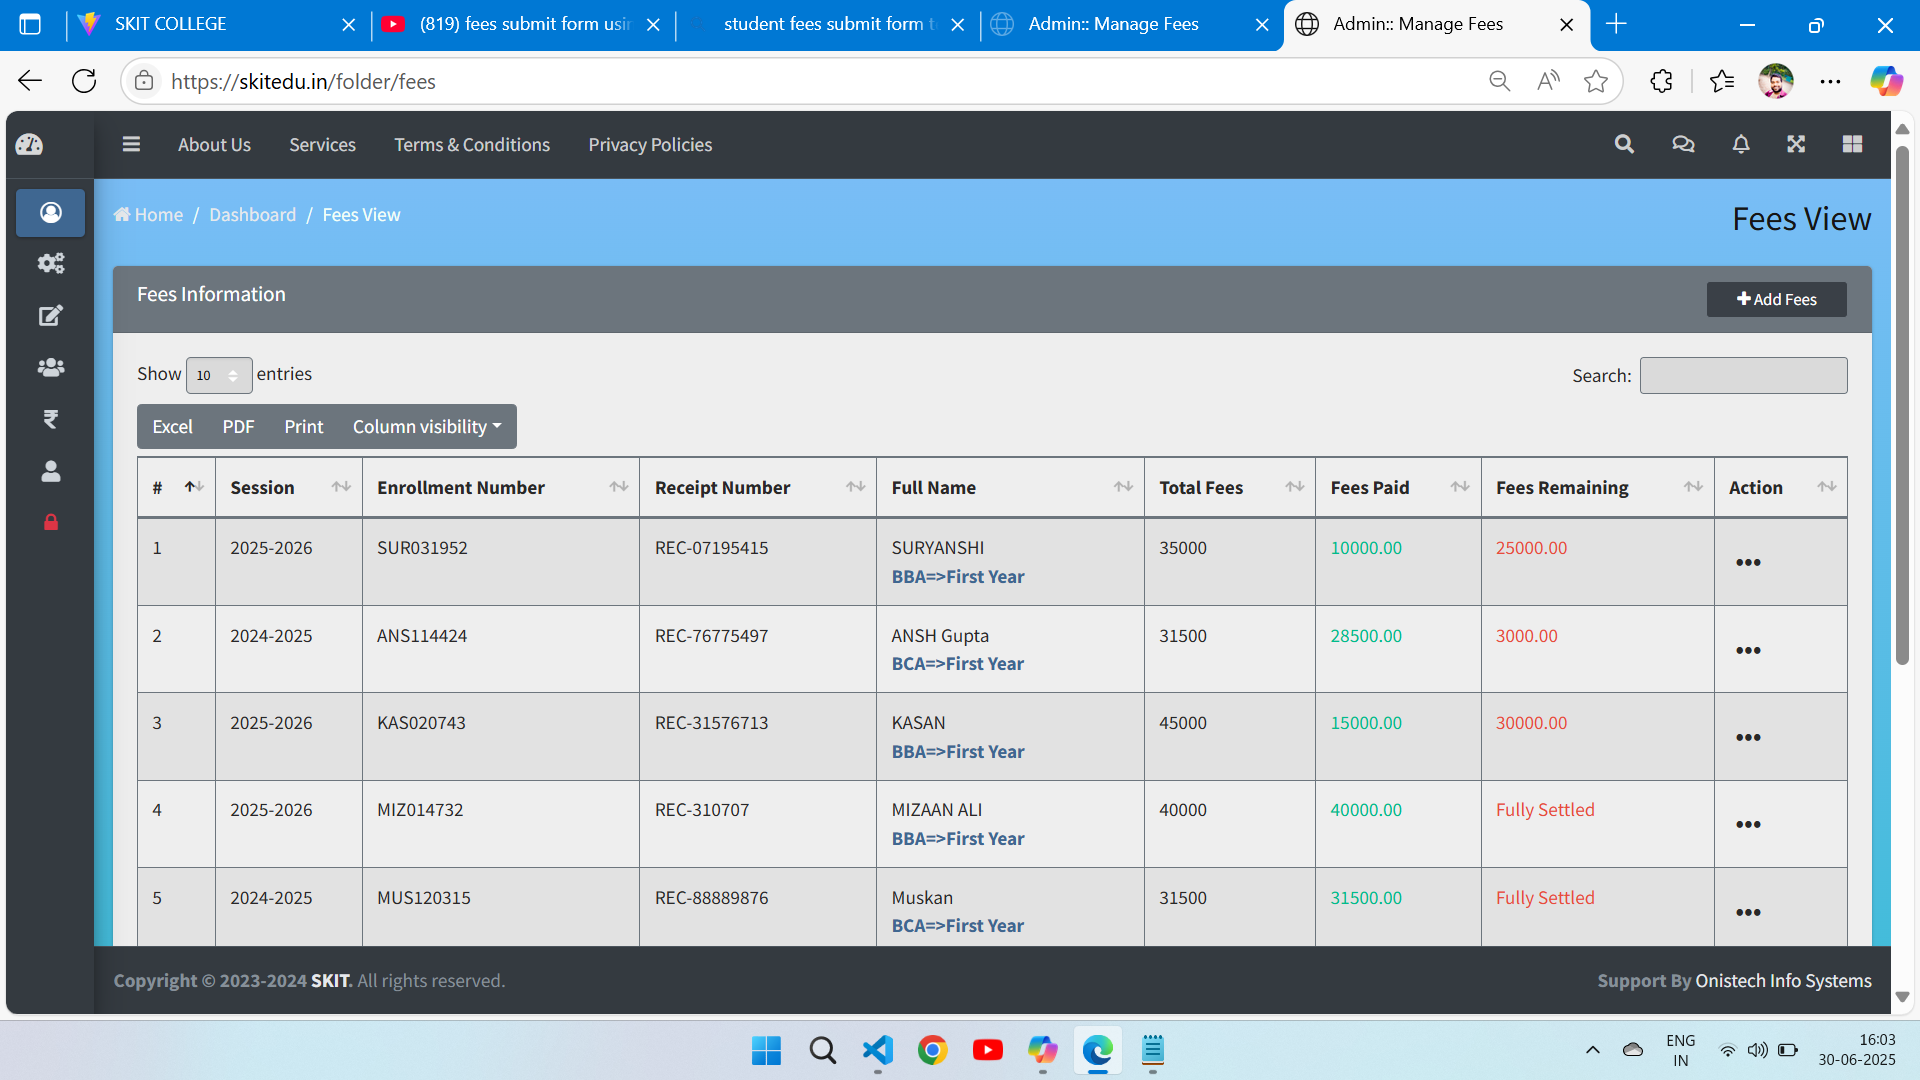 SKIT COLLEGE
(819) fees submit form usin
student fees submit form t
Admin:: Manage Fees
Admin:: Manage Fees
https://skitedu.in/folder/fees
About Us
Services
Terms & Conditions
Privacy Policies
Home / Dashboard / Fees View
Fees View
Fees Information
Add Fees
Show 10 entries
Search:
Excel PDF Print Column visibility
# Session Enrollment Number Receipt Number Full Name Total Fees Fees Paid Fees Remaining Action
1 2025-2026 SUR031952 REC-07195415 SURYANSHI 35000 10000.00 25000.00
BBA=>First Year
2 2024-2025 ANS114424 REC-76775497 ANSH Gupta 31500 28500.00 3000.00
BCA=>First Year
3 2025-2026 KAS020743 REC-31576713 KASAN 45000 15000.00 30000.00
BBA=>First Year
4 2025-2026 MIZ014732 REC-310707 MIZAAN ALI 40000 40000.00 Fully Settled
BBA=>First Year
5 2024-2025 MUS120315 REC-88889876 Muskan 31500 31500.00 Fully Settled
BCA=>First Year
Copyright © 2023-2024 SKIT. All rights reserved.
Support By Onistech Info Systems
ENG
IN
16:03
30-06-2025